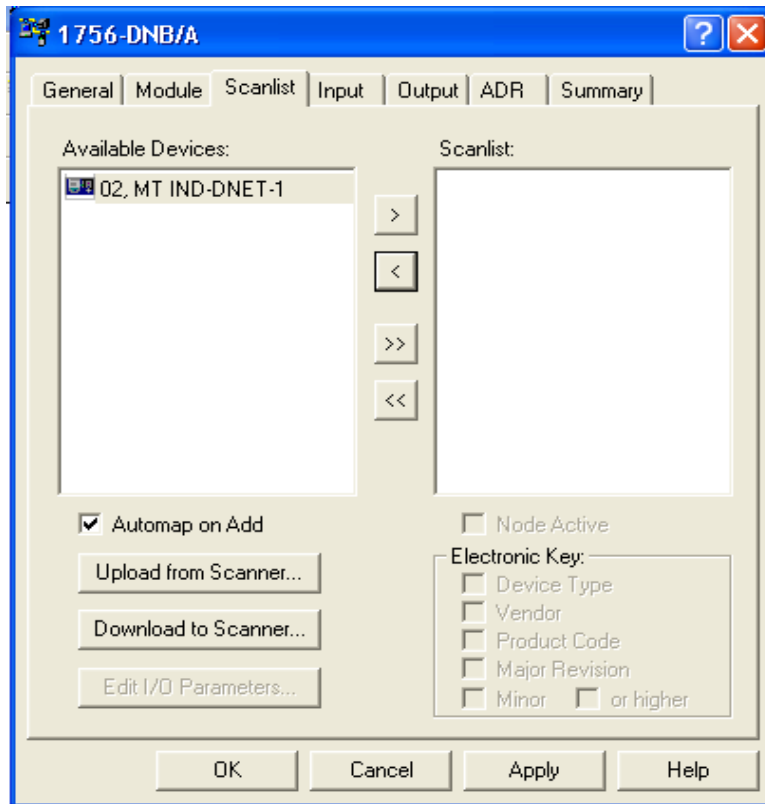 1756-DNB/A
General Module Scanlist Input Output ADR Summary
Available Devices: Scanlist:
02, MT IND-DNET-1
>
<
>>
<<
Automap on Add Node Active
Upload from Scanner... Electronic Key:
Device Type
Vendor
Download to Scanner... Product Code
Major Revision
Edit I/O Parameters... Minor or higher
OK Cancel Apply Help